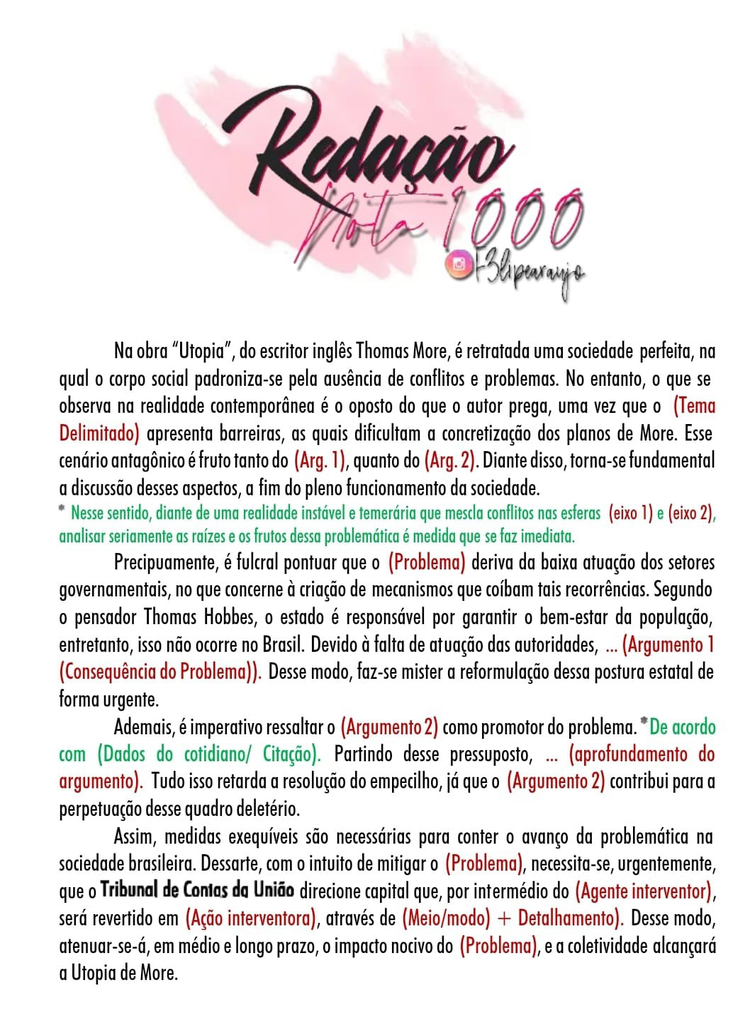 Redação
Nota 1000
F3lipearaujo
Na obra “Utopia”, do escritor inglês Thomas More, é retratada uma sociedade perfeita, na
qual o corpo social padroniza-se pela ausência de conflitos e problemas. No entanto, o que se
observa na realidade contemporânea é o oposto do que o autor prega, uma vez que o (Tema
Delimitado) apresenta barreiras, as quais dificultam a concretização dos planos de More. Esse
cenário antagônico é fruto tanto do (Arg. 1), quanto do (Arg. 2). Diante disso, torna-se fundamental
a discussão desses aspectos, a fim do pleno funcionamento da sociedade.
* Nesse sentido, diante de uma realidade instável e temerária que mescla conflitos nas esferas (eixo 1) e (eixo 2),
analisar seriamente as raízes e os frutos dessa problemática é medida que se faz imediata.
Precipuamente, é fulcral pontuar que o (Problema) deriva da baixa atuação dos setores
governamentais, no que concerne à criação de mecanismos que coíbam tais recorrências. Segundo
o pensador Thomas Hobbes, o estado é responsável por garantir o bem-estar da população,
entretanto, isso não ocorre no Brasil. Devido à falta de atuação das autoridades, ... (Argumento 1
(Consequência do Problema)). Desse modo, faz-se mister a reformulação dessa postura estatal de
forma urgente.
Ademais, é imperativo ressaltar o (Argumento 2) como promotor do problema. *De acordo
com (Dados do cotidiano/ Citação). Partindo desse pressuposto, ... (aprofundamento do
argumento). Tudo isso retarda a resolução do empecilho, já que o (Argumento 2) contribui para a
perpetuação desse quadro deletério.
Assim, medidas exequíveis são necessárias para conter o avanço da problemática na
sociedade brasileira. Dessarte, com o intuito de mitigar o (Problema), necessita-se, urgentemente,
que o Tribunal de Contas da União direcione capital que, por intermédio do (Agente interventor),
será revertido em (Ação interventora), através de (Meio/modo) + Detalhamento). Desse modo,
atenuar-se-á, em médio e longo prazo, o impacto nocivo do (Problema), e a coletividade alcançará
a Utopia de More.